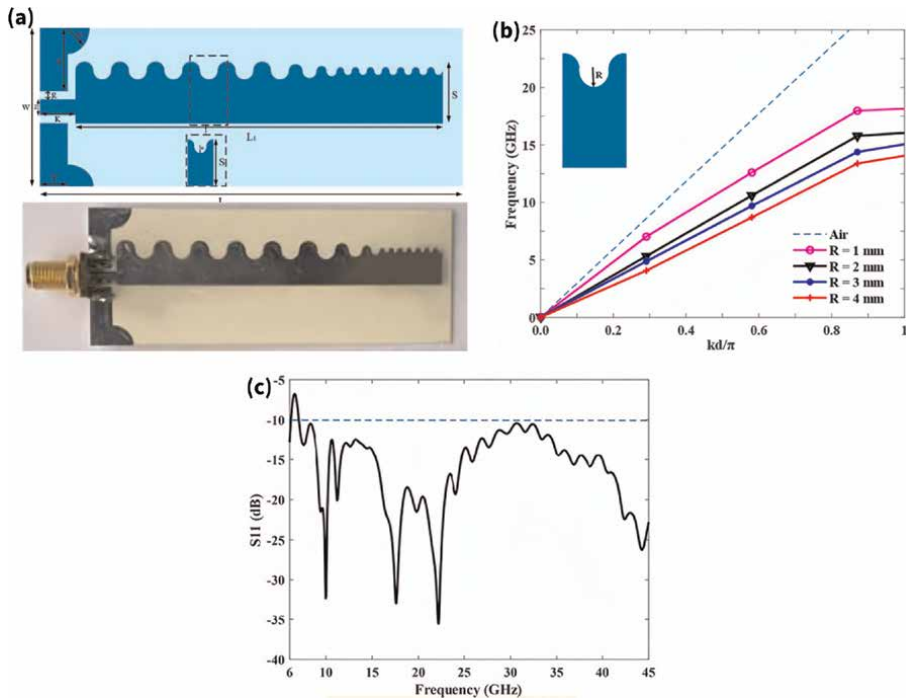 (a)
W
g
K
S
L₁
S
L
(b)
25
20
15
10
5
0
Frequency (GHz)
R
Air
R = 1 mm
R = 2 mm
R = 3 mm
R = 4 mm
0.0 0.2 0.4 0.6 0.8 1
kd/π
(c)
-5
-10
-15
-20
-25
-30
-35
-40
S11 (dB)
6 10 15 20 25 30 35 40 45
Frequency (GHz)